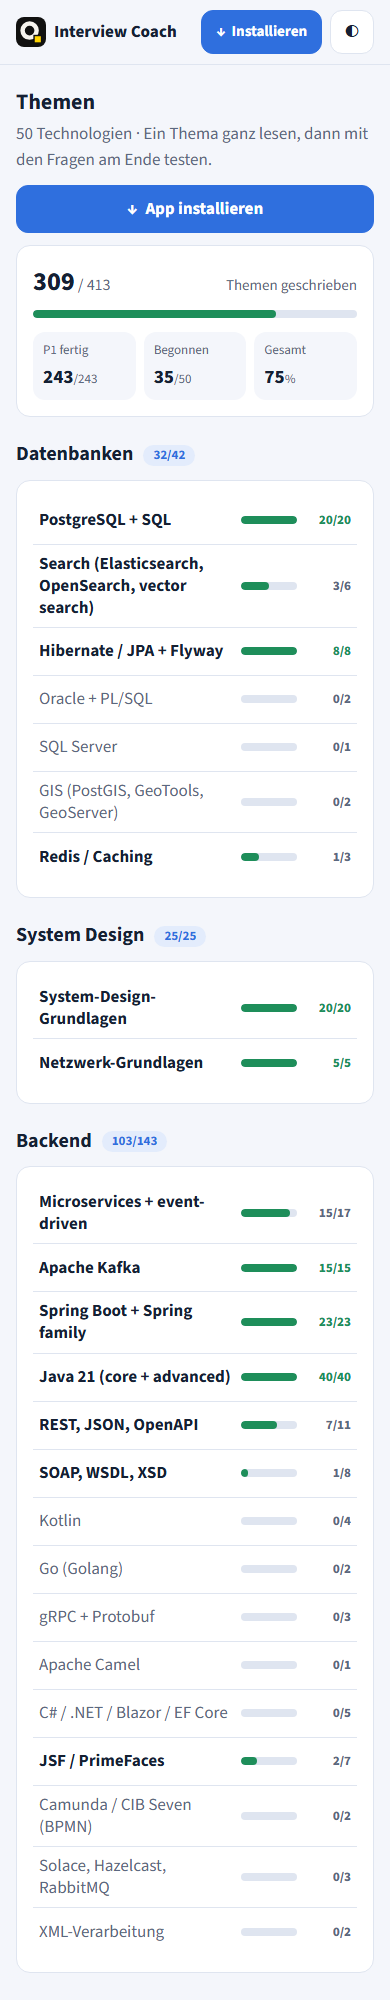 Interview Coach
↓ Installieren
Themen
50 Technologien · Ein Thema ganz lesen, dann mit
den Fragen am Ende testen.
↓ App installieren
309 / 413
Themen geschrieben
P1 fertig
Begonnen
Gesamt
243/243
35/50
75%
Datenbanken 32/42
PostgreSQL + SQL 20/20
Search (Elasticsearch,
OpenSearch, vector
search)
3/6
Hibernate / JPA + Flyway 8/8
Oracle + PL/SQL 0/2
SQL Server 0/1
GIS (PostGIS, GeoTools,
GeoServer)
0/2
Redis / Caching 1/3
System Design 25/25
System-Design-
Grundlagen
20/20
Netzwerk-Grundlagen 5/5
Backend 103/143
Microservices + event-
driven
15/17
Apache Kafka 15/15
Spring Boot + Spring
family
23/23
Java 21 (core + advanced) 40/40
REST, JSON, OpenAPI 7/11
SOAP, WSDL, XSD 1/8
Kotlin 0/4
Go (Golang) 0/2
gRPC + Protobuf 0/3
Apache Camel 0/1
C# / .NET / Blazor / EF Core 0/5
JSF / PrimeFaces 2/7
Camunda / CIB Seven
(BPMN)
0/2
Solace, Hazelcast,
RabbitMQ
0/3
XML-Verarbeitung 0/2